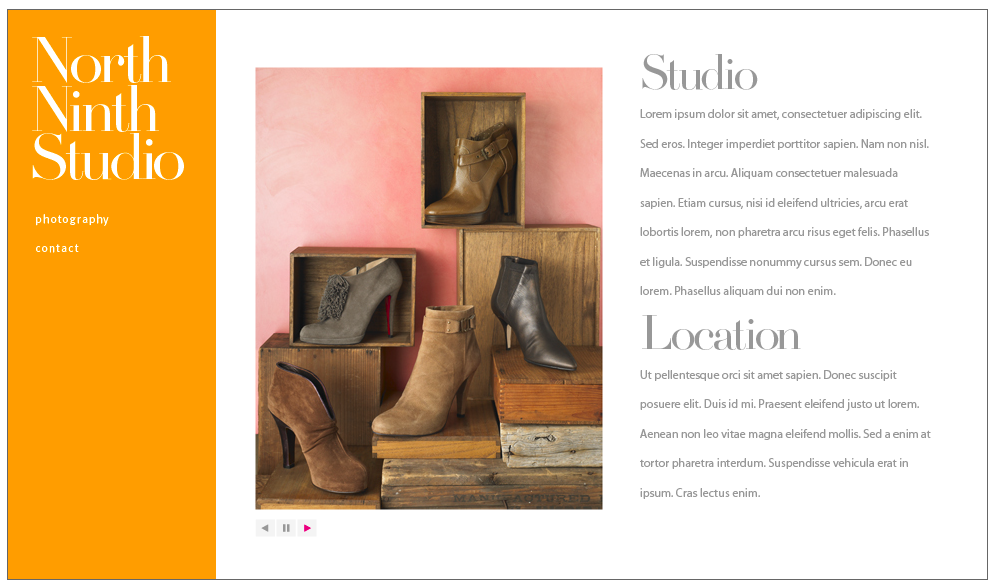 North
Ninth
Studio
photography
contact
MANUFACTURED
Studio
Lorem ipsum dolor sit amet, consectetuer adipiscing elit.
Sed eros. Integer imperdiet porttitor sapien. Nam non nisl.
Maecenas in arcu. Aliquam consectetuer malesuada
sapien. Etiam cursus, nisi id eleifend ultricies, arcu erat
lobortis lorem, non pharetra arcu risus eget felis. Phasellus
et ligula. Suspendisse nonummy cursus sem. Donec eu
lorem. Phasellus aliquam dui non enim.
Location
Ut pellentesque orci sit amet sapien. Donec suscipit
posuere elit. Duis id mi. Praesent eleifend justo ut lorem.
Aenean non leo vitae magna eleifend mollis. Sed a enim at
tortor pharetra interdum. Suspendisse vehicula erat in
ipsum. Cras lectus enim.